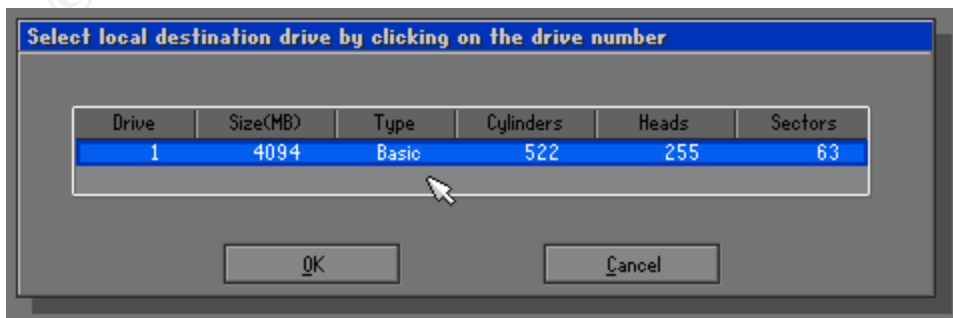 Select local destination drive by clicking on the drive number
Drive Size(MB) Type Cylinders Heads Sectors
1 4094 Basic 522 255 63
OK Cancel